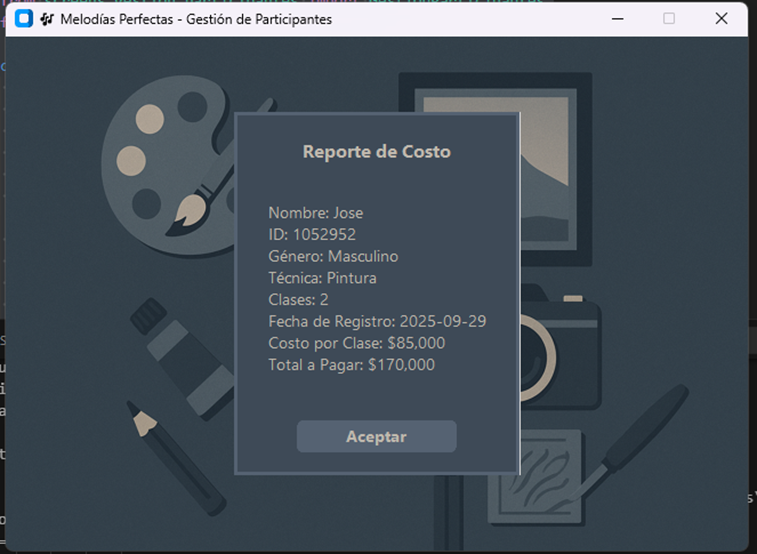 Melodías Perfectas - Gestión de Participantes
Reporte de Costo
Nombre: Jose
ID: 1052952
Género: Masculino
Técnica: Pintura
Clases: 2
Fecha de Registro: 2025-09-29
Costo por Clase: $85,000
Total a Pagar: $170,000
Aceptar